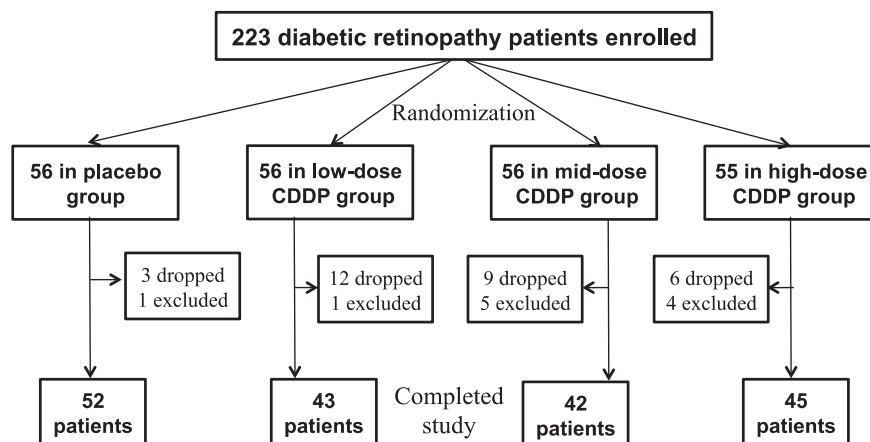 223 diabetic retinopathy patients enrolled
Randomization
56 in placebo
group
56 in low-dose
CDDP group
56 in mid-dose
CDDP group
55 in high-dose
CDDP group
3 dropped
1 excluded
12 dropped
1 excluded
9 dropped
5 excluded
6 dropped
4 excluded
52
patients
43
patients
Completed
study
42
patients
45
patients